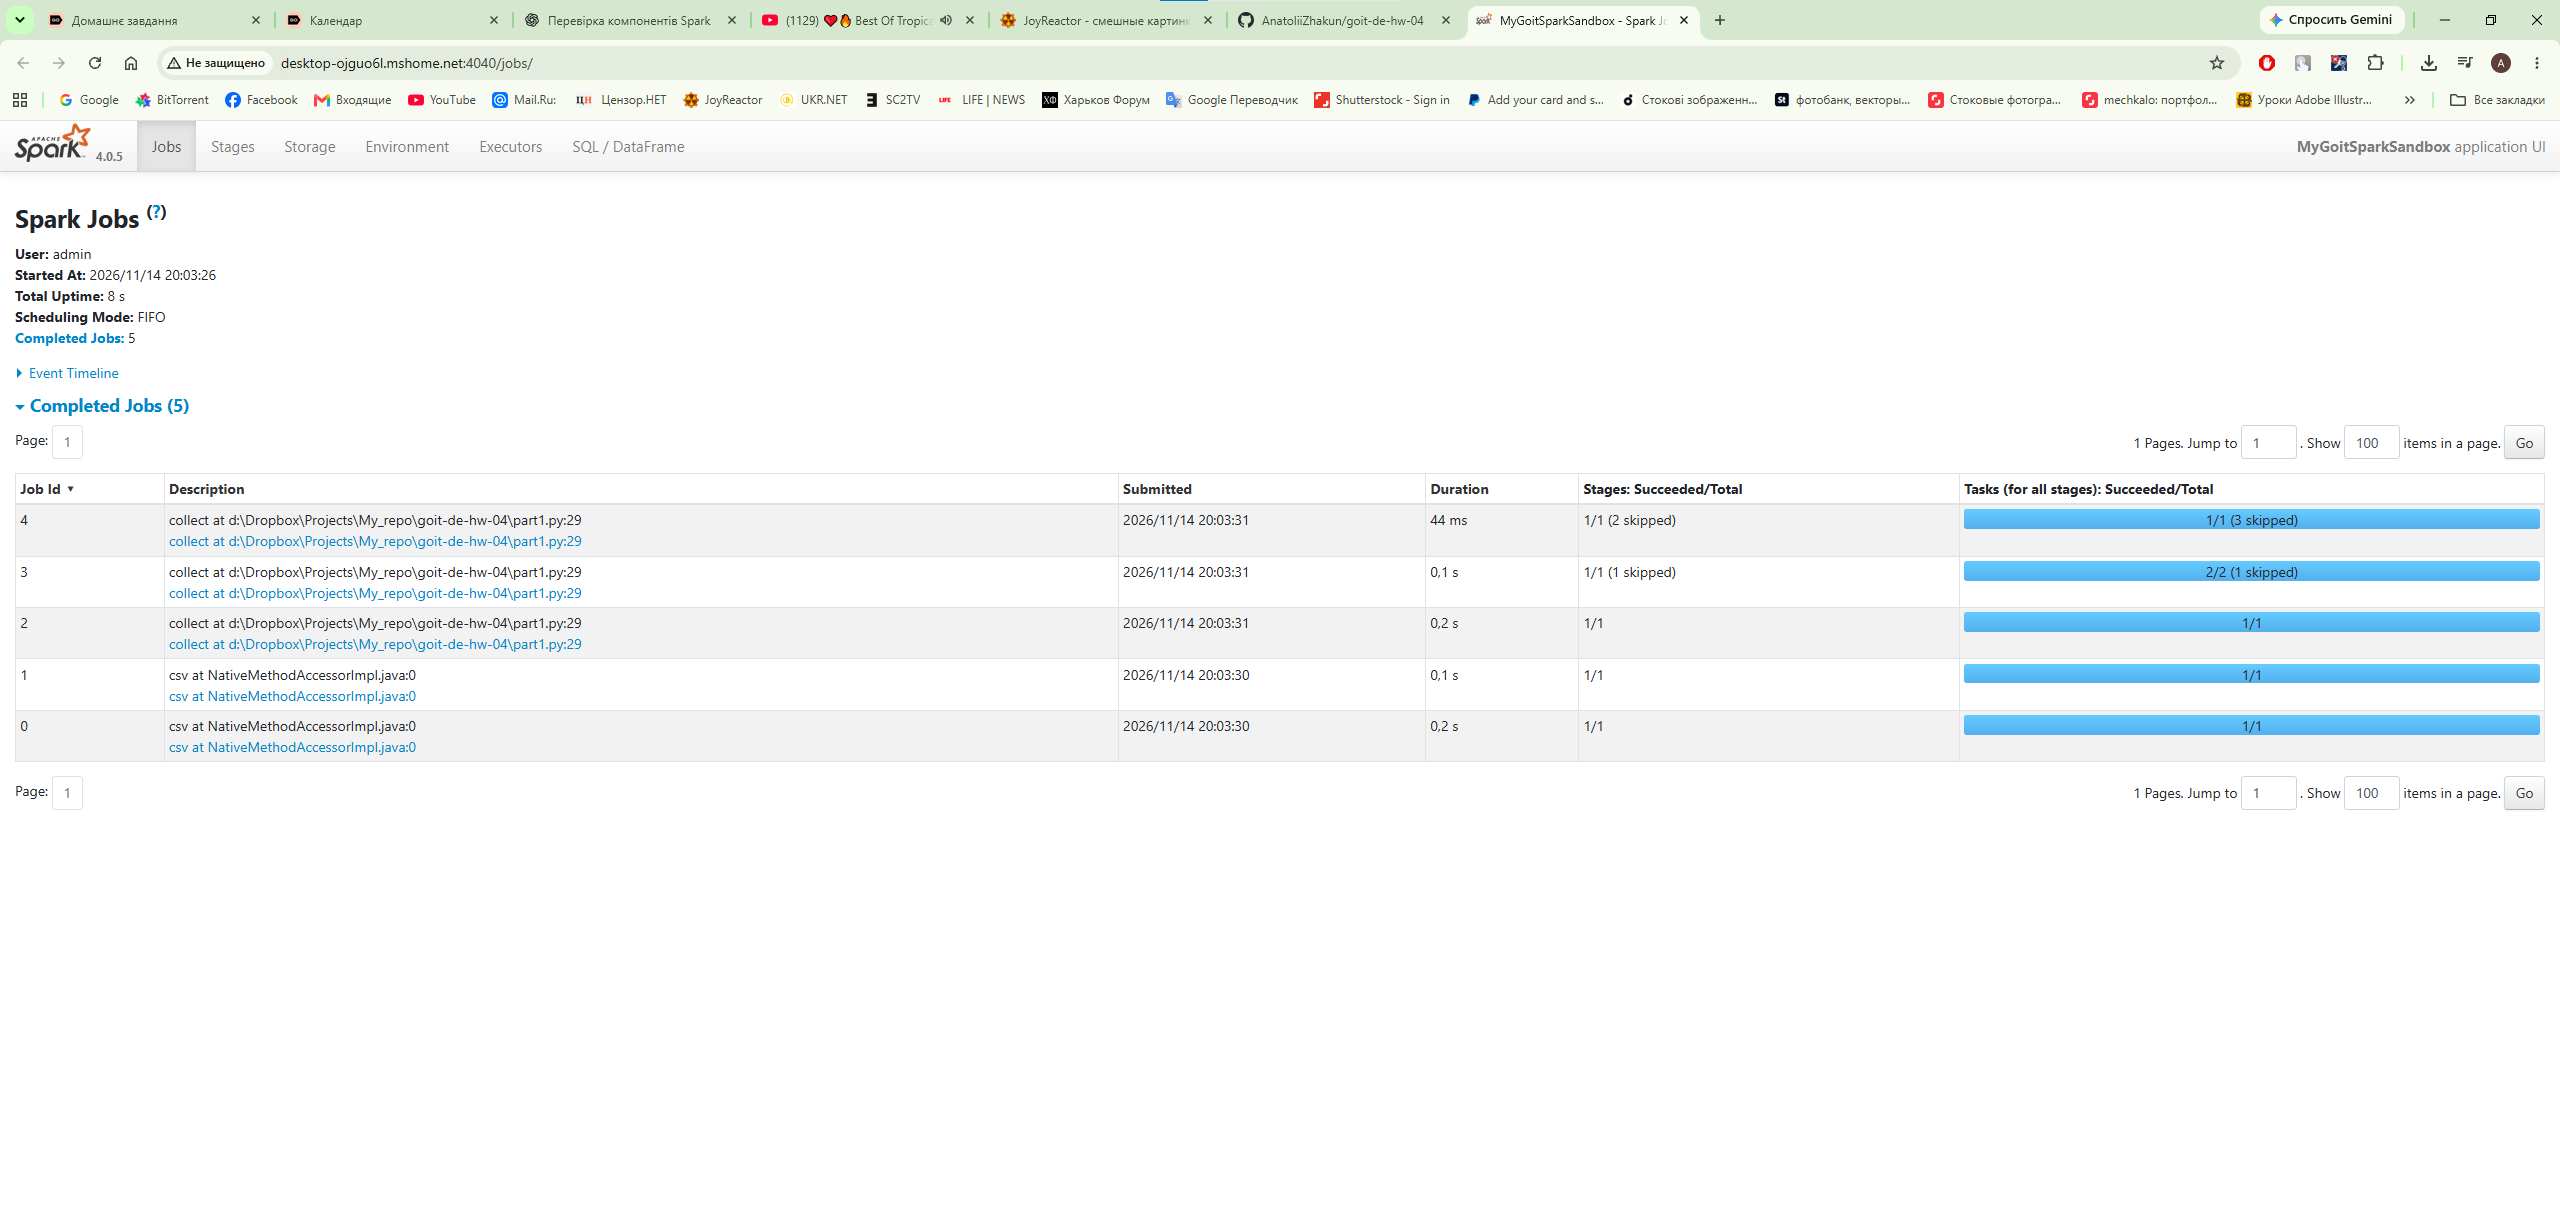 Домашнє завдання
Календар
Перевірка компонентів Spark
(1129) ❤️🔥 Best Of Tropica
JoyReactor - смешные картинк
AnatoliiZhakun/goit-de-hw-04
MyGoitSparkSandbox - Spark Jo
Спросить Gemini
Не защищено
desktop-ojguo6l.mshome.net:4040/jobs/
Google
BitTorrent
Facebook
Входящие
YouTube
Mail.Ru:
Цензор.НЕТ
JoyReactor
UKR.NET
SC2TV
LIFE | NEWS
Харьков Форум
Google Переводчик
Shutterstock - Sign in
Add your card and s...
Стокові зображенн...
фотобанк, векторы...
Стоковые фотогра...
mechkalo: портфол...
Уроки Adobe Illustr...
Все закладки
APACHE Spark 4.0.5
Jobs
Stages
Storage
Environment
Executors
SQL / DataFrame
MyGoitSparkSandbox application UI
Spark Jobs (?)
User: admin
Started At: 2026/11/14 20:03:26
Total Uptime: 8 s
Scheduling Mode: FIFO
Completed Jobs: 5
Event Timeline
Completed Jobs (5)
Page: 1
1 Pages. Jump to 1 . Show 100 items in a page. Go
Job Id ▾ Description Submitted Duration Stages: Succeeded/Total Tasks (for all stages): Succeeded/Total
4 collect at d:\Dropbox\Projects\My_repo\goit-de-hw-04\part1.py:29 2026/11/14 20:03:31 44 ms 1/1 (2 skipped) 1/1 (3 skipped)
collect at d:\Dropbox\Projects\My_repo\goit-de-hw-04\part1.py:29
3 collect at d:\Dropbox\Projects\My_repo\goit-de-hw-04\part1.py:29 2026/11/14 20:03:31 0,1 s 1/1 (1 skipped) 2/2 (1 skipped)
collect at d:\Dropbox\Projects\My_repo\goit-de-hw-04\part1.py:29
2 collect at d:\Dropbox\Projects\My_repo\goit-de-hw-04\part1.py:29 2026/11/14 20:03:31 0,2 s 1/1 1/1
collect at d:\Dropbox\Projects\My_repo\goit-de-hw-04\part1.py:29
1 csv at NativeMethodAccessorImpl.java:0 2026/11/14 20:03:30 0,1 s 1/1 1/1
csv at NativeMethodAccessorImpl.java:0
0 csv at NativeMethodAccessorImpl.java:0 2026/11/14 20:03:30 0,2 s 1/1 1/1
csv at NativeMethodAccessorImpl.java:0
Page: 1
1 Pages. Jump to 1 . Show 100 items in a page. Go